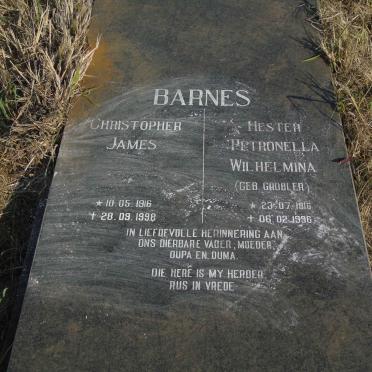 BARNES
CHRISTOPHER JAMES
HESTER PETRONELLA WILHELMINA
(GEB GROBLER)
* 10.05.1916
✝ 28.09.1998
* 23.07.1916
✝ 06.02.1996
IN LIEFDEVOLLE HERINNERING AAN
ONS DIERBARE VADER, MOEDER,
OUPA EN OUMA.
DIE HERE IS MY HERDER
RUS IN VREDE